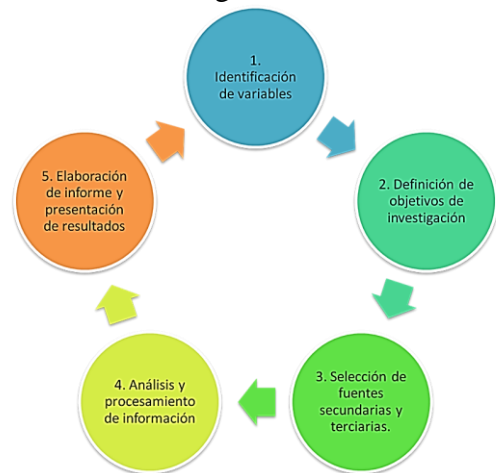 1.
Identificación
de variables
2. Definición de
objetivos de
investigación
3. Selección de
fuentes
secundarias y
terciarias.
4. Análisis y
procesamiento
de información
5. Elaboración
de informe y
presentación
de resultados